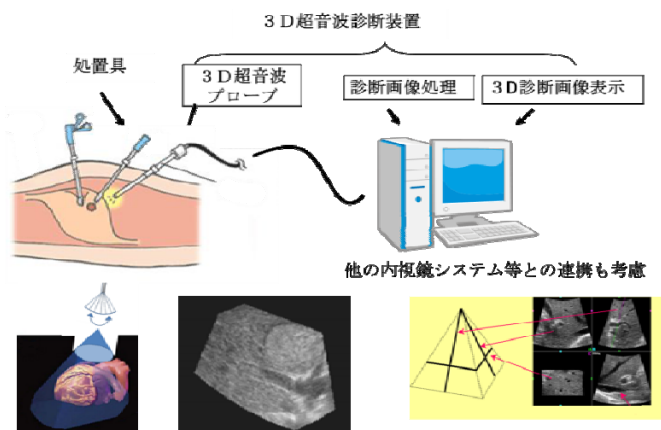 3D超音波診断装置
処置具
3D超音波
プローブ
診断画像処理
3D診断画像表示
他の内視鏡システム等との連携も考慮